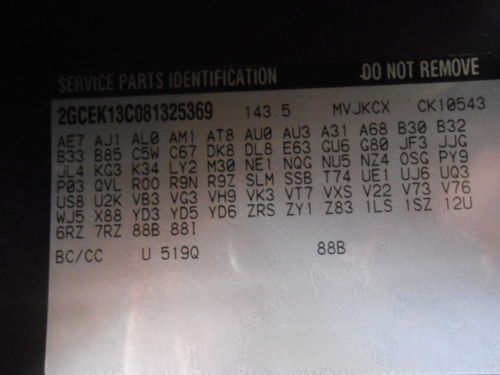 SERVICE PARTS IDENTIFICATION DO NOT REMOVE
2GCEK13C081325369 143.5 MVJKCX CK10543
AE7 AJ1 AL0 AM1 AT8 AU0 AU3 A31 A68 B30 B32
B33 B85 C5W C67 DK8 DL8 E63 GU6 G80 JF3 JJG
JL4 KG3 K34 LY2 M30 NE1 NQG NU5 NZ4 OSG PY9
P03 QVL R00 R9N R9Z SLM SSB T74 UE1 UJ6 UQ3
US8 U2K VB3 VG3 VH9 VK3 VT7 VXS V22 V73 V76
WJ5 X88 YD3 YD5 YD6 ZRS ZY1 Z83 1LS 1SZ 12U
6RZ 7RZ 88B 88I
BC/CC U 519Q 88B